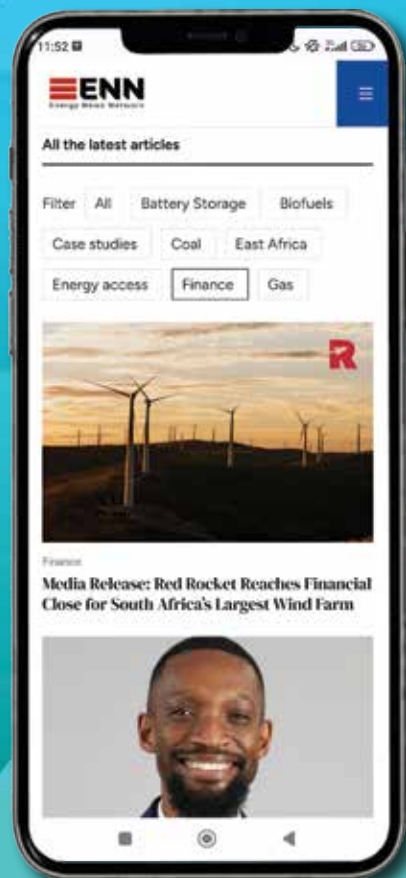 11:52
ENN
Energy News Network
All the latest articles
Filter All Battery Storage Biofuels
Case studies Coal East Africa
Energy access Finance Gas
R
Finance
Media Release: Red Rocket Reaches Financial
Close for South Africa's Largest Wind Farm